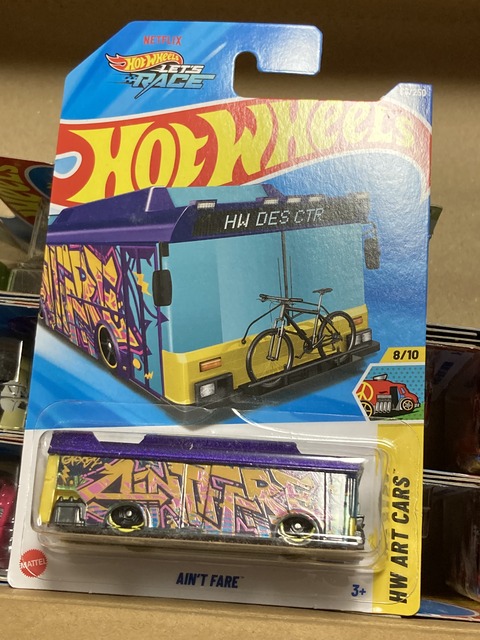 NETFLIX
HOT WHEELS
LET'S
RACE
HOT WHEELS
HW DES CTR
8/10
HW ART CARS
MATTEL
AIN'T FARE
3+